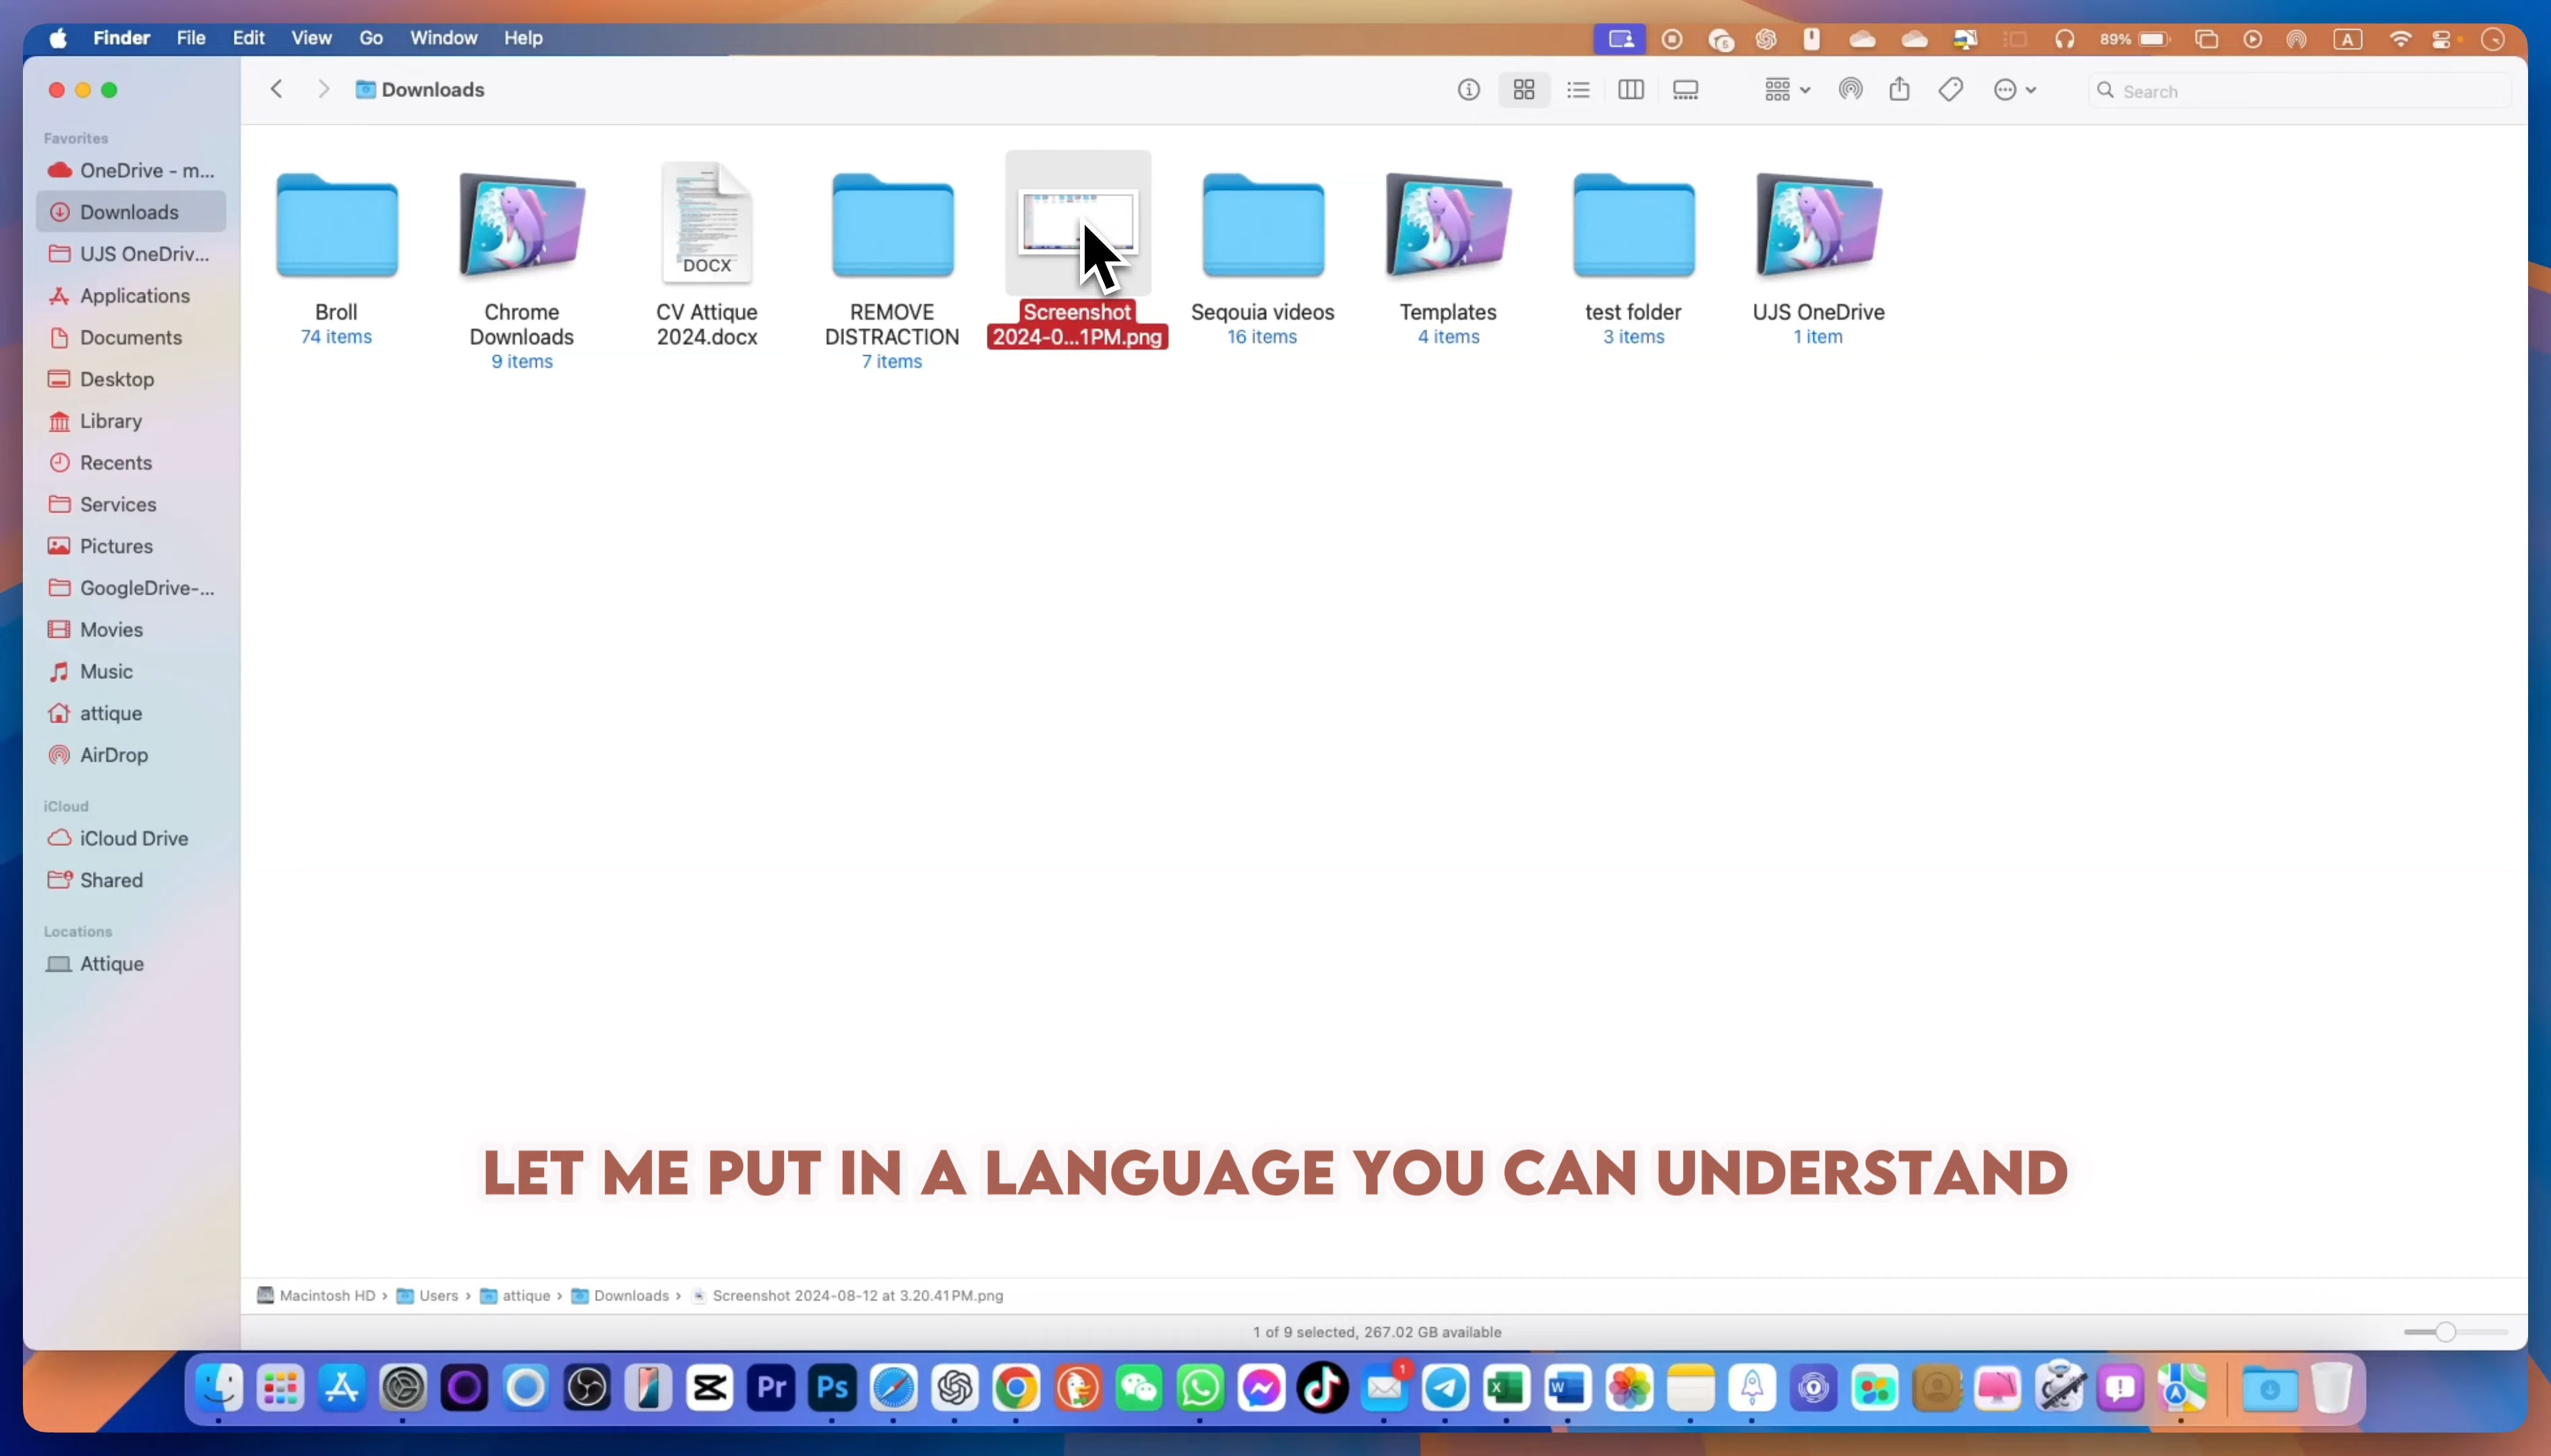 Finder File Edit View Go Window Help
5
89%
A
Downloads
Search
Favorites
OneDrive - m...
Downloads
UJS OneDriv...
Applications
Documents
Desktop
Library
Recents
Services
Pictures
GoogleDrive-...
Movies
Music
attique
AirDrop
iCloud
iCloud Drive
Shared
Locations
Attique
DOCX
Broll
74 items
Chrome
Downloads
9 items
CV Attique
2024.docx
REMOVE
DISTRACTION
7 items
Screenshot
2024-0...1PM.png
Seqouia videos
16 items
Templates
4 items
test folder
3 items
UJS OneDrive
1 item
LET ME PUT IN A LANGUAGE YOU CAN UNDERSTAND
Macintosh HD › Users › attique › Downloads › Screenshot 2024-08-12 at 3.20.41PM.png
1 of 9 selected, 267.02 GB available
Pr
Ps
1
X
W